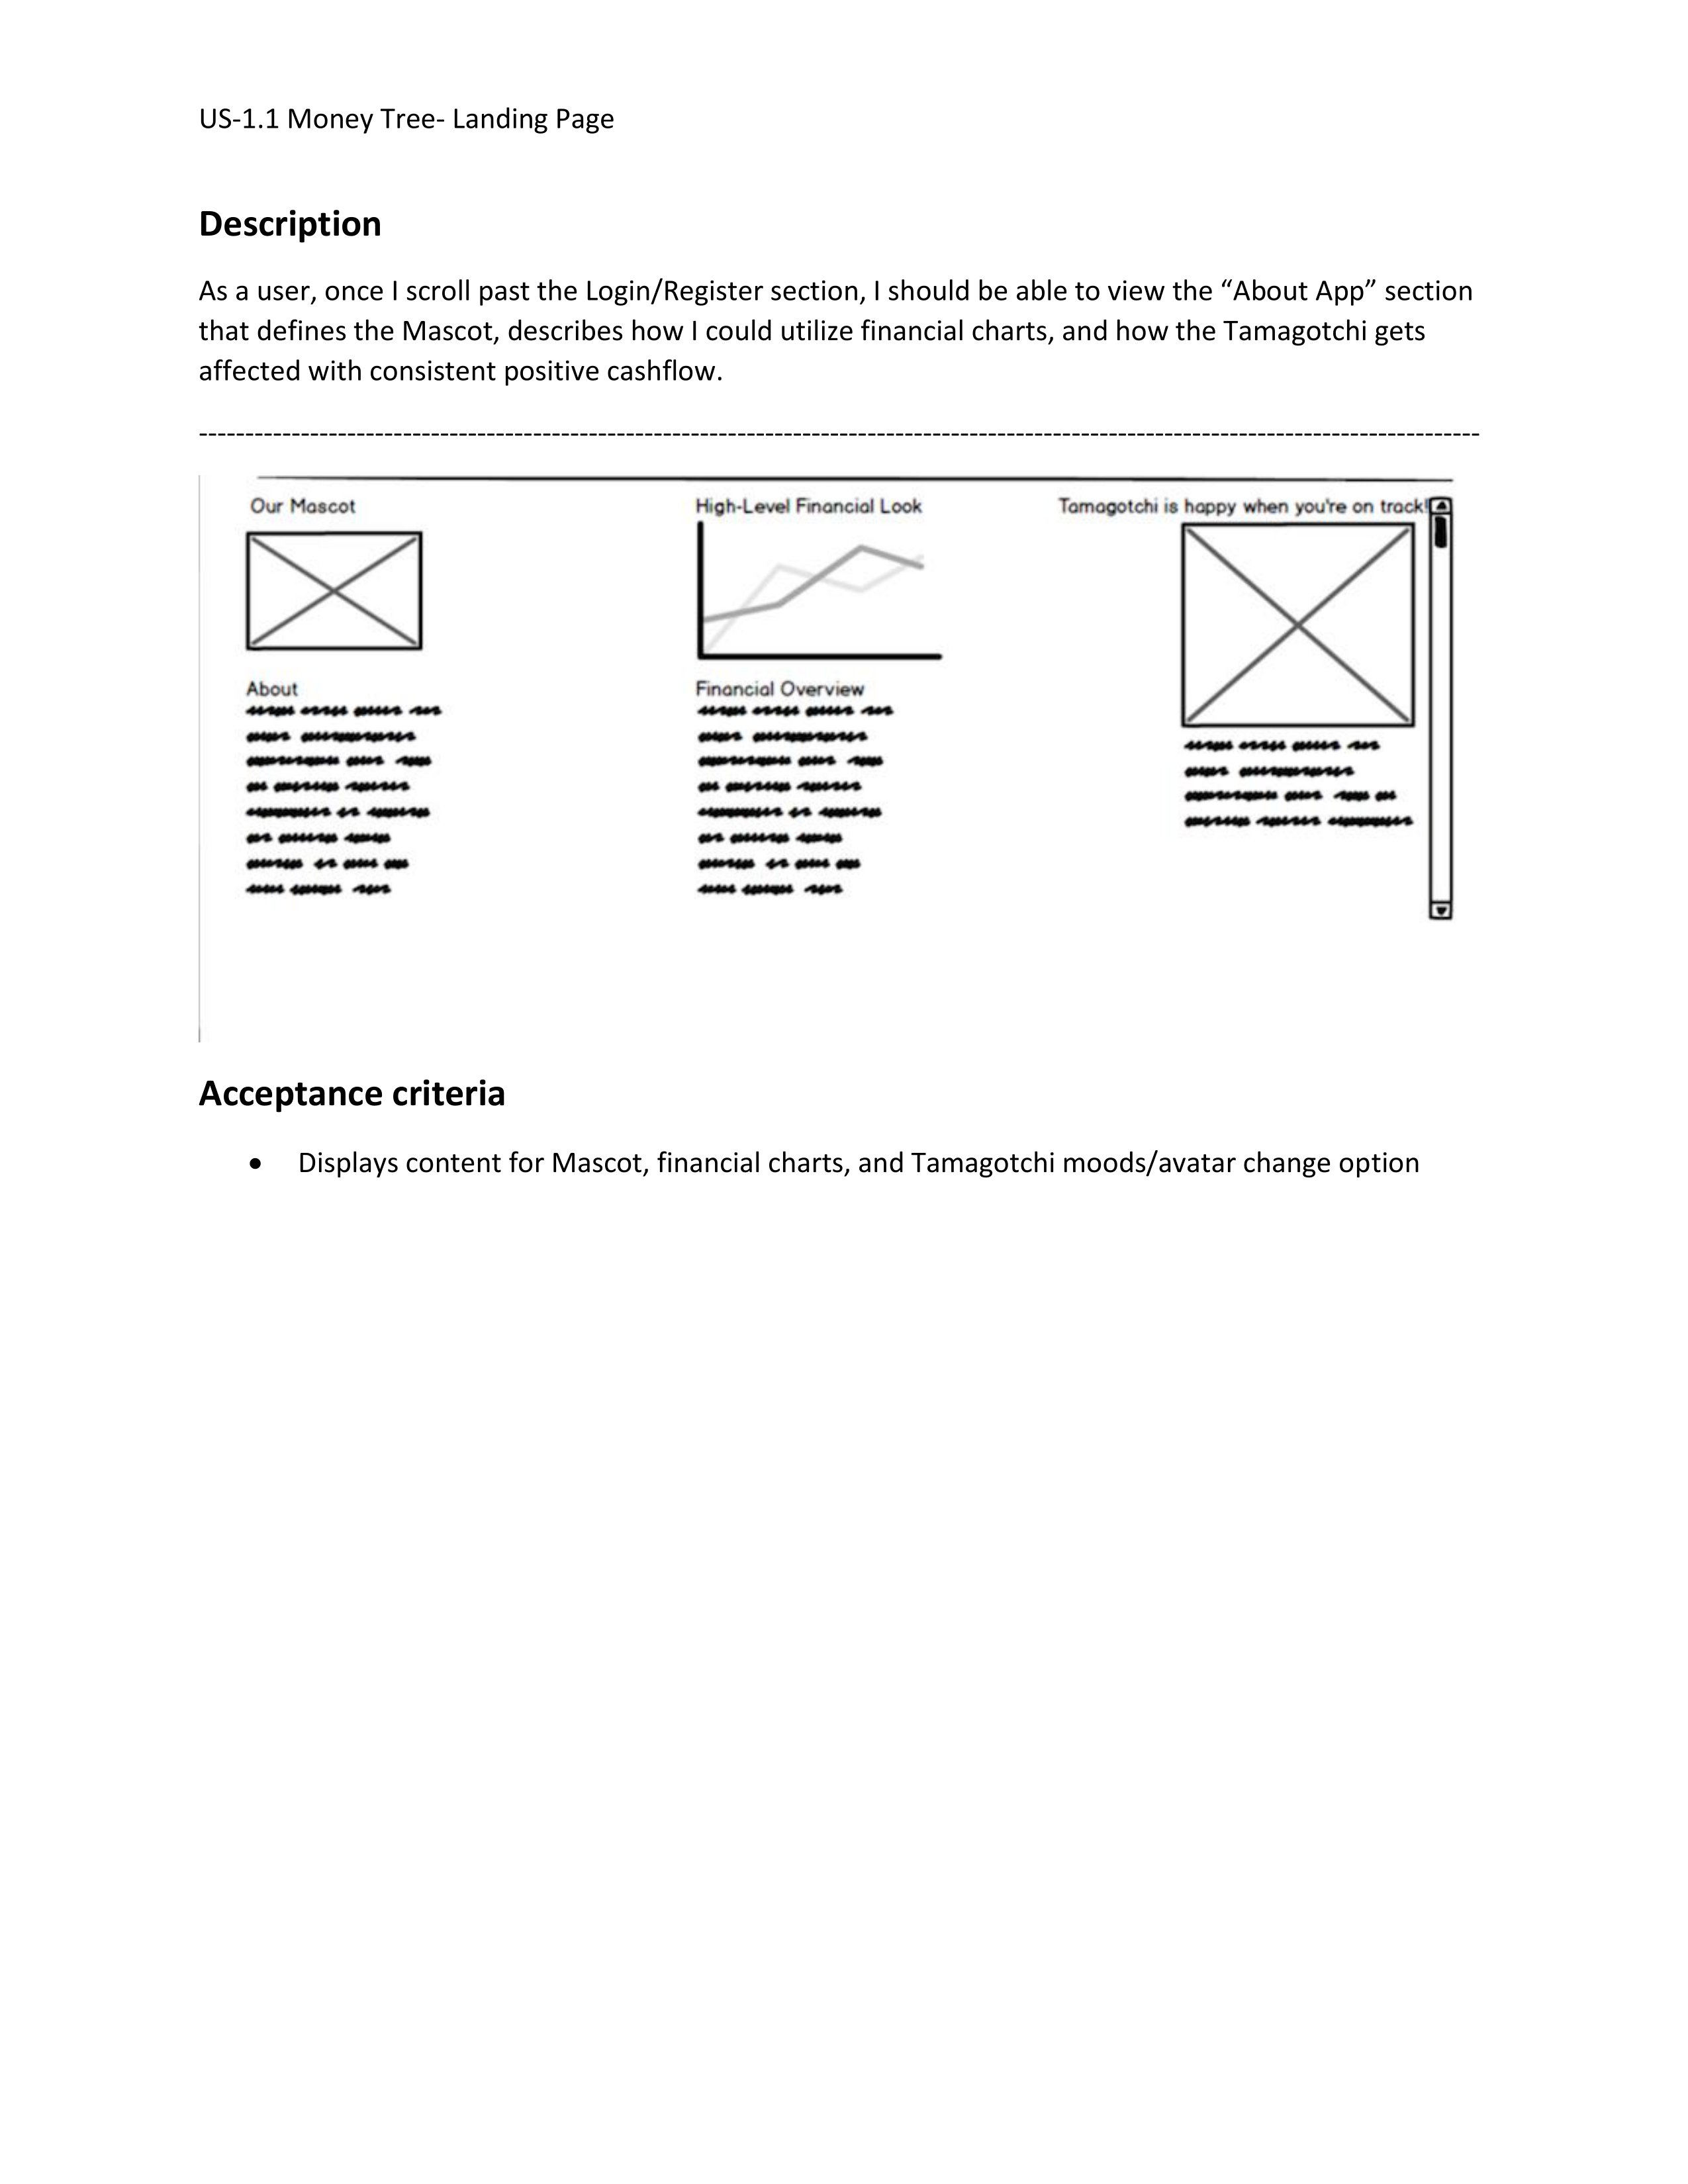 US-1.1 Money Tree- Landing Page
Description
As a user, once I scroll past the Login/Register section, I should be able to view the “About App” section
that defines the Mascot, describes how I could utilize financial charts, and how the Tamagotchi gets
affected with consistent positive cashflow.
-------------------------------------------------------------------------------------------------------------------------------------------
Our Mascot
High-Level Financial Look
Tamagotchi is happy when you're on track!
About
Financial Overview
Acceptance criteria
• Displays content for Mascot, financial charts, and Tamagotchi moods/avatar change option